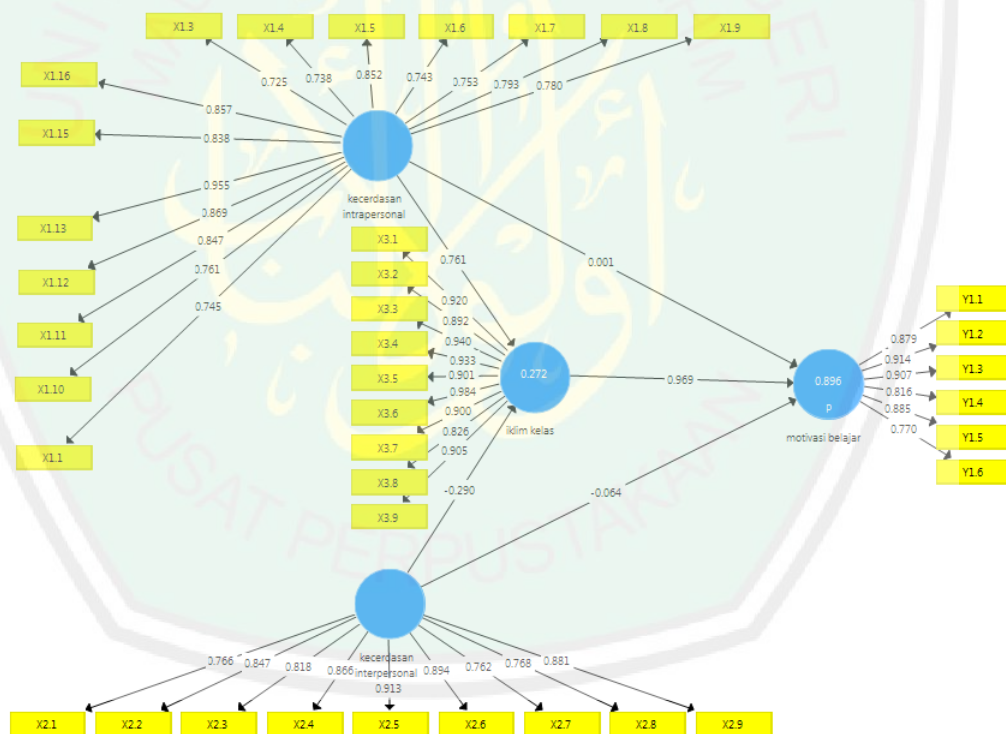 X1.3 X1.4 X1.5 X1.6 X1.7 X1.8 X1.9
0.725 0.738 0.852 0.743 0.753 0.793 0.780
X1.16
0.857
X1.15
0.838
X1.13
0.955
X1.12
0.869
X1.11
0.847
X1.10
0.761
X1.1
0.745
kecerdasan
intrapersonal
0.761
0.001
X3.1
0.920
X3.2
0.892
X3.3
0.940
X3.4
0.933
X3.5
0.901
X3.6
0.984
X3.7
0.900
X3.8
0.826
X3.9
0.905
0.272
iklim kelas
0.969
-0.290
-0.064
0.896
P
motivasi belajar
Y1.1
0.879
Y1.2
0.914
Y1.3
0.907
Y1.4
0.816
Y1.5
0.885
Y1.6
0.770
kecerdasan
interpersonal
0.766 0.847 0.818 0.866 0.913 0.894 0.762 0.768 0.881
X2.1 X2.2 X2.3 X2.4 X2.5 X2.6 X2.7 X2.8 X2.9
PUSAT PERPUSTAKAAN